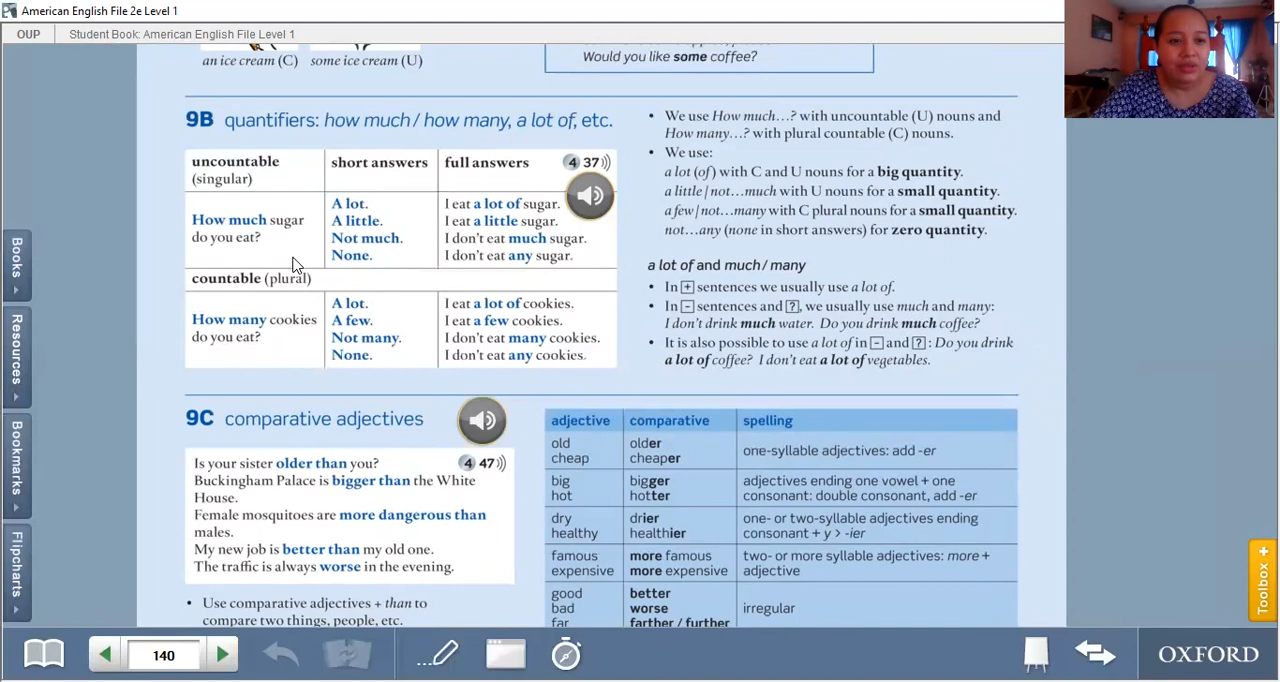 American English File 2e Level 1
OUP
Student Book: American English File Level 1
an ice cream (C) some ice cream (U)
Would you like some coffee?
9B quantifiers: how much / how many, a lot of, etc.
uncountable
(singular)
short answers
full answers
4 37
How much sugar
do you eat?
A lot.
A little.
Not much.
None.
I eat a lot of sugar.
I eat a little sugar.
I don't eat much sugar.
I don't eat any sugar.
countable (plural)
How many cookies
do you eat?
A lot.
A few.
Not many.
None.
I eat a lot of cookies.
I eat a few cookies.
I don't eat many cookies.
I don't eat any cookies.
• We use How much…? with uncountable (U) nouns and
How many…? with plural countable (C) nouns.
• We use:
a lot (of) with C and U nouns for a big quantity.
a little / not…much with U nouns for a small quantity.
a few / not…many with C plural nouns for a small quantity.
not…any (none in short answers) for zero quantity.
a lot of and much / many
• In + sentences we usually use a lot of.
• In - sentences and ?, we usually use much and many:
I don't drink much water. Do you drink much coffee?
• It is also possible to use a lot of in - and ?: Do you drink
a lot of coffee? I don't eat a lot of vegetables.
9C comparative adjectives
Is your sister older than you?
4 47
Buckingham Palace is bigger than the White
House.
Female mosquitoes are more dangerous than
males.
My new job is better than my old one.
The traffic is always worse in the evening.
• Use comparative adjectives + than to
compare two things, people, etc.
adjective comparative spelling
old
cheap
older
cheaper
one-syllable adjectives: add -er
big
hot
bigger
hotter
adjectives ending one vowel + one
consonant: double consonant, add -er
dry
healthy
drier
healthier
one- or two-syllable adjectives ending
consonant + y > -ier
famous
expensive
more famous
more expensive
two- or more syllable adjectives: more +
adjective
good
bad
far
better
worse
farther / further
irregular
Books
Resources
Bookmarks
Flipcharts
Toolbox +
140
OXFORD